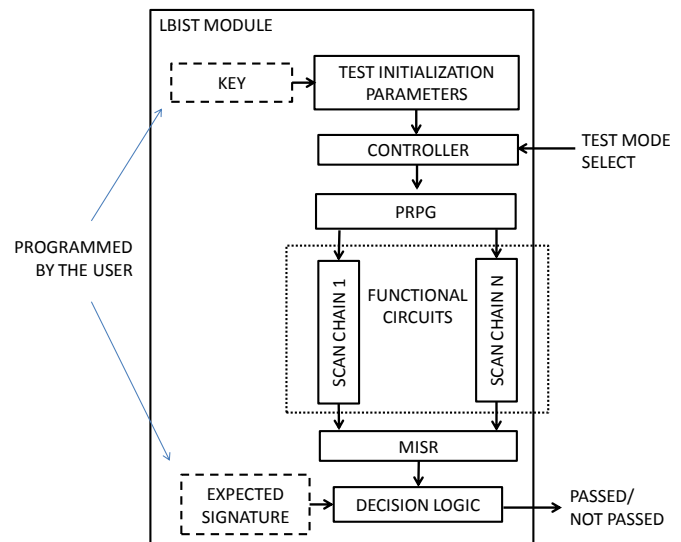 LBIST MODULE
KEY
TEST INITIALIZATION
PARAMETERS
CONTROLLER
TEST MODE
SELECT
PRPG
PROGRAMMED
BY THE USER
SCAN CHAIN 1
FUNCTIONAL
CIRCUITS
SCAN CHAIN N
MISR
EXPECTED
SIGNATURE
DECISION LOGIC
PASSED/
NOT PASSED